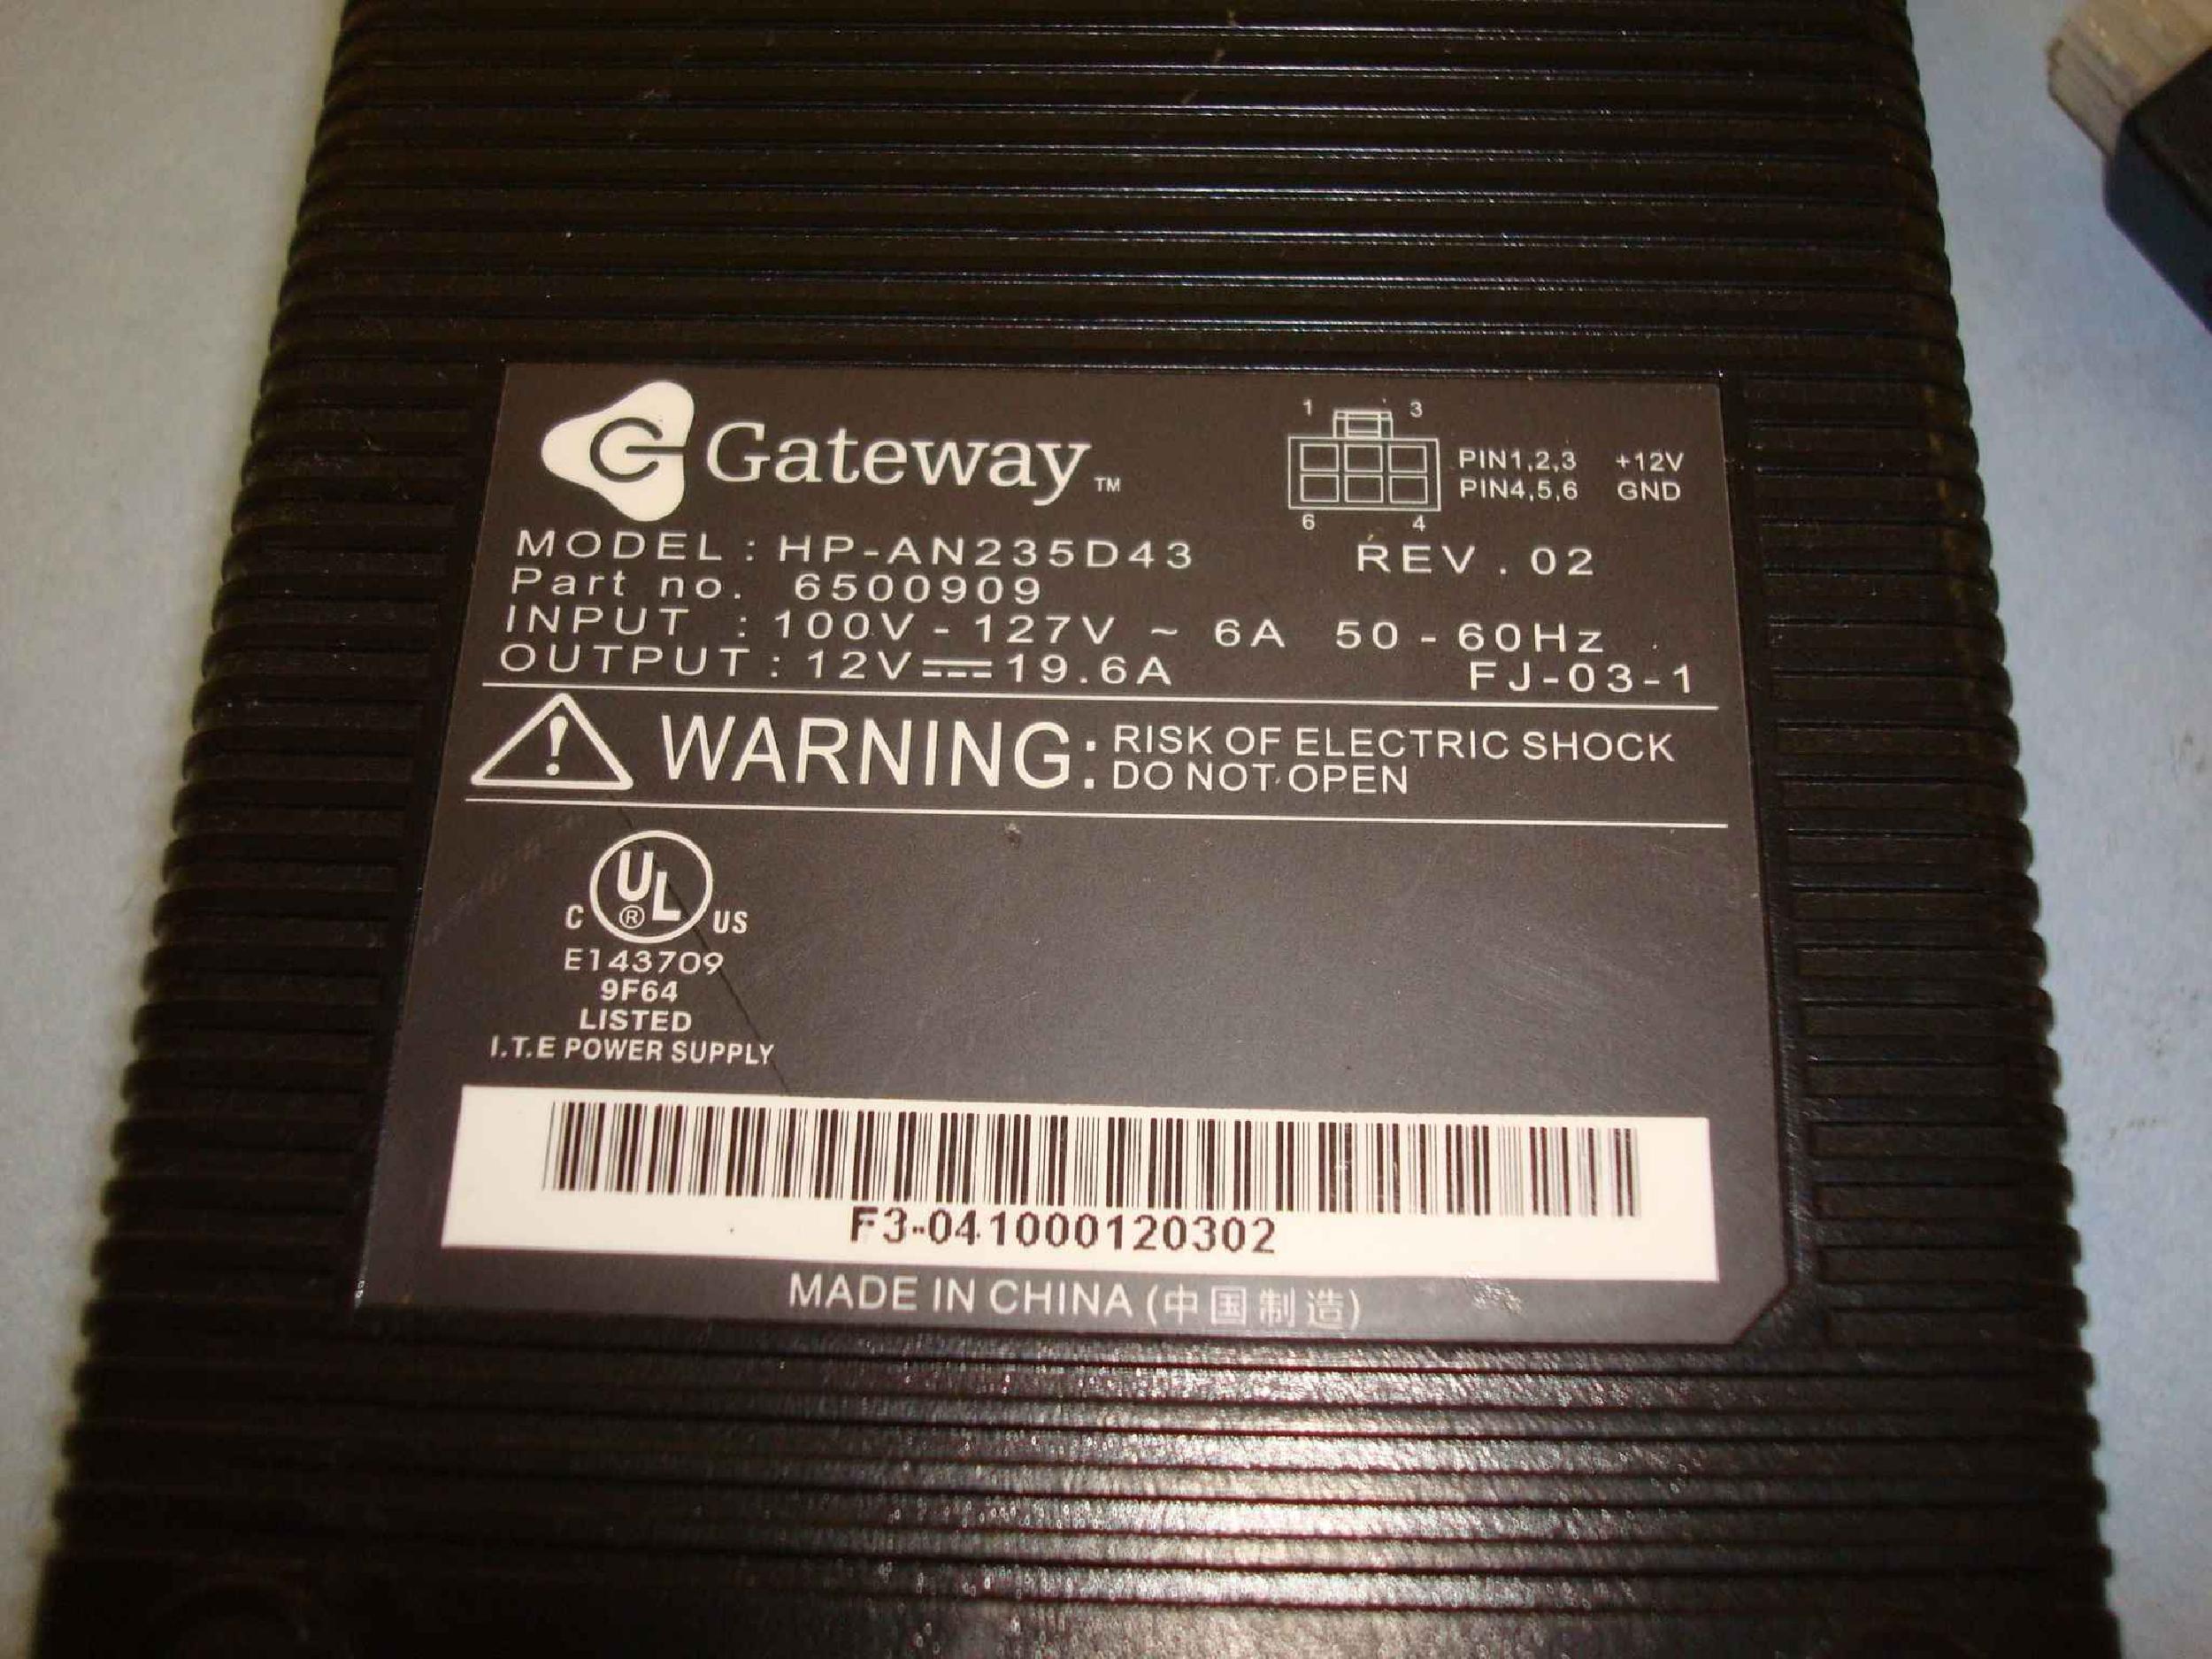 Gateway™
1 3
PIN1,2,3 +12V
PIN4,5,6 GND
6 4
MODEL : HP-AN235D43 REV . 02
Part no. 6500909
INPUT : 100V - 127V ~ 6A 50 - 60Hz
OUTPUT : 12V⎓19.6A FJ-03-1
WARNING: RISK OF ELECTRIC SHOCK
DO NOT OPEN
C UL® US
E143709
9F64
LISTED
I.T.E POWER SUPPLY
F3-041000120302
MADE IN CHINA (中国制造)